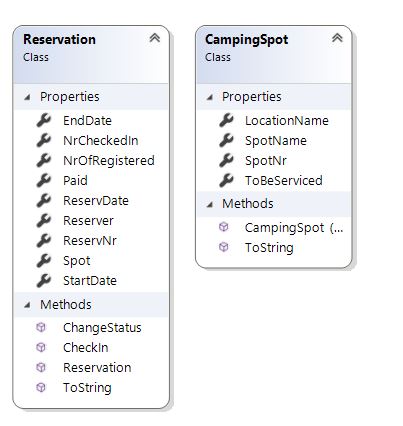 Reservation
Class
Properties
EndDate
NrCheckedIn
NrOfRegistered
Paid
ReservDate
Reserver
ReservNr
Spot
StartDate
Methods
ChangeStatus
CheckIn
Reservation
ToString
CampingSpot
Class
Properties
LocationName
SpotName
SpotNr
ToBeServiced
Methods
CampingSpot (...
ToString